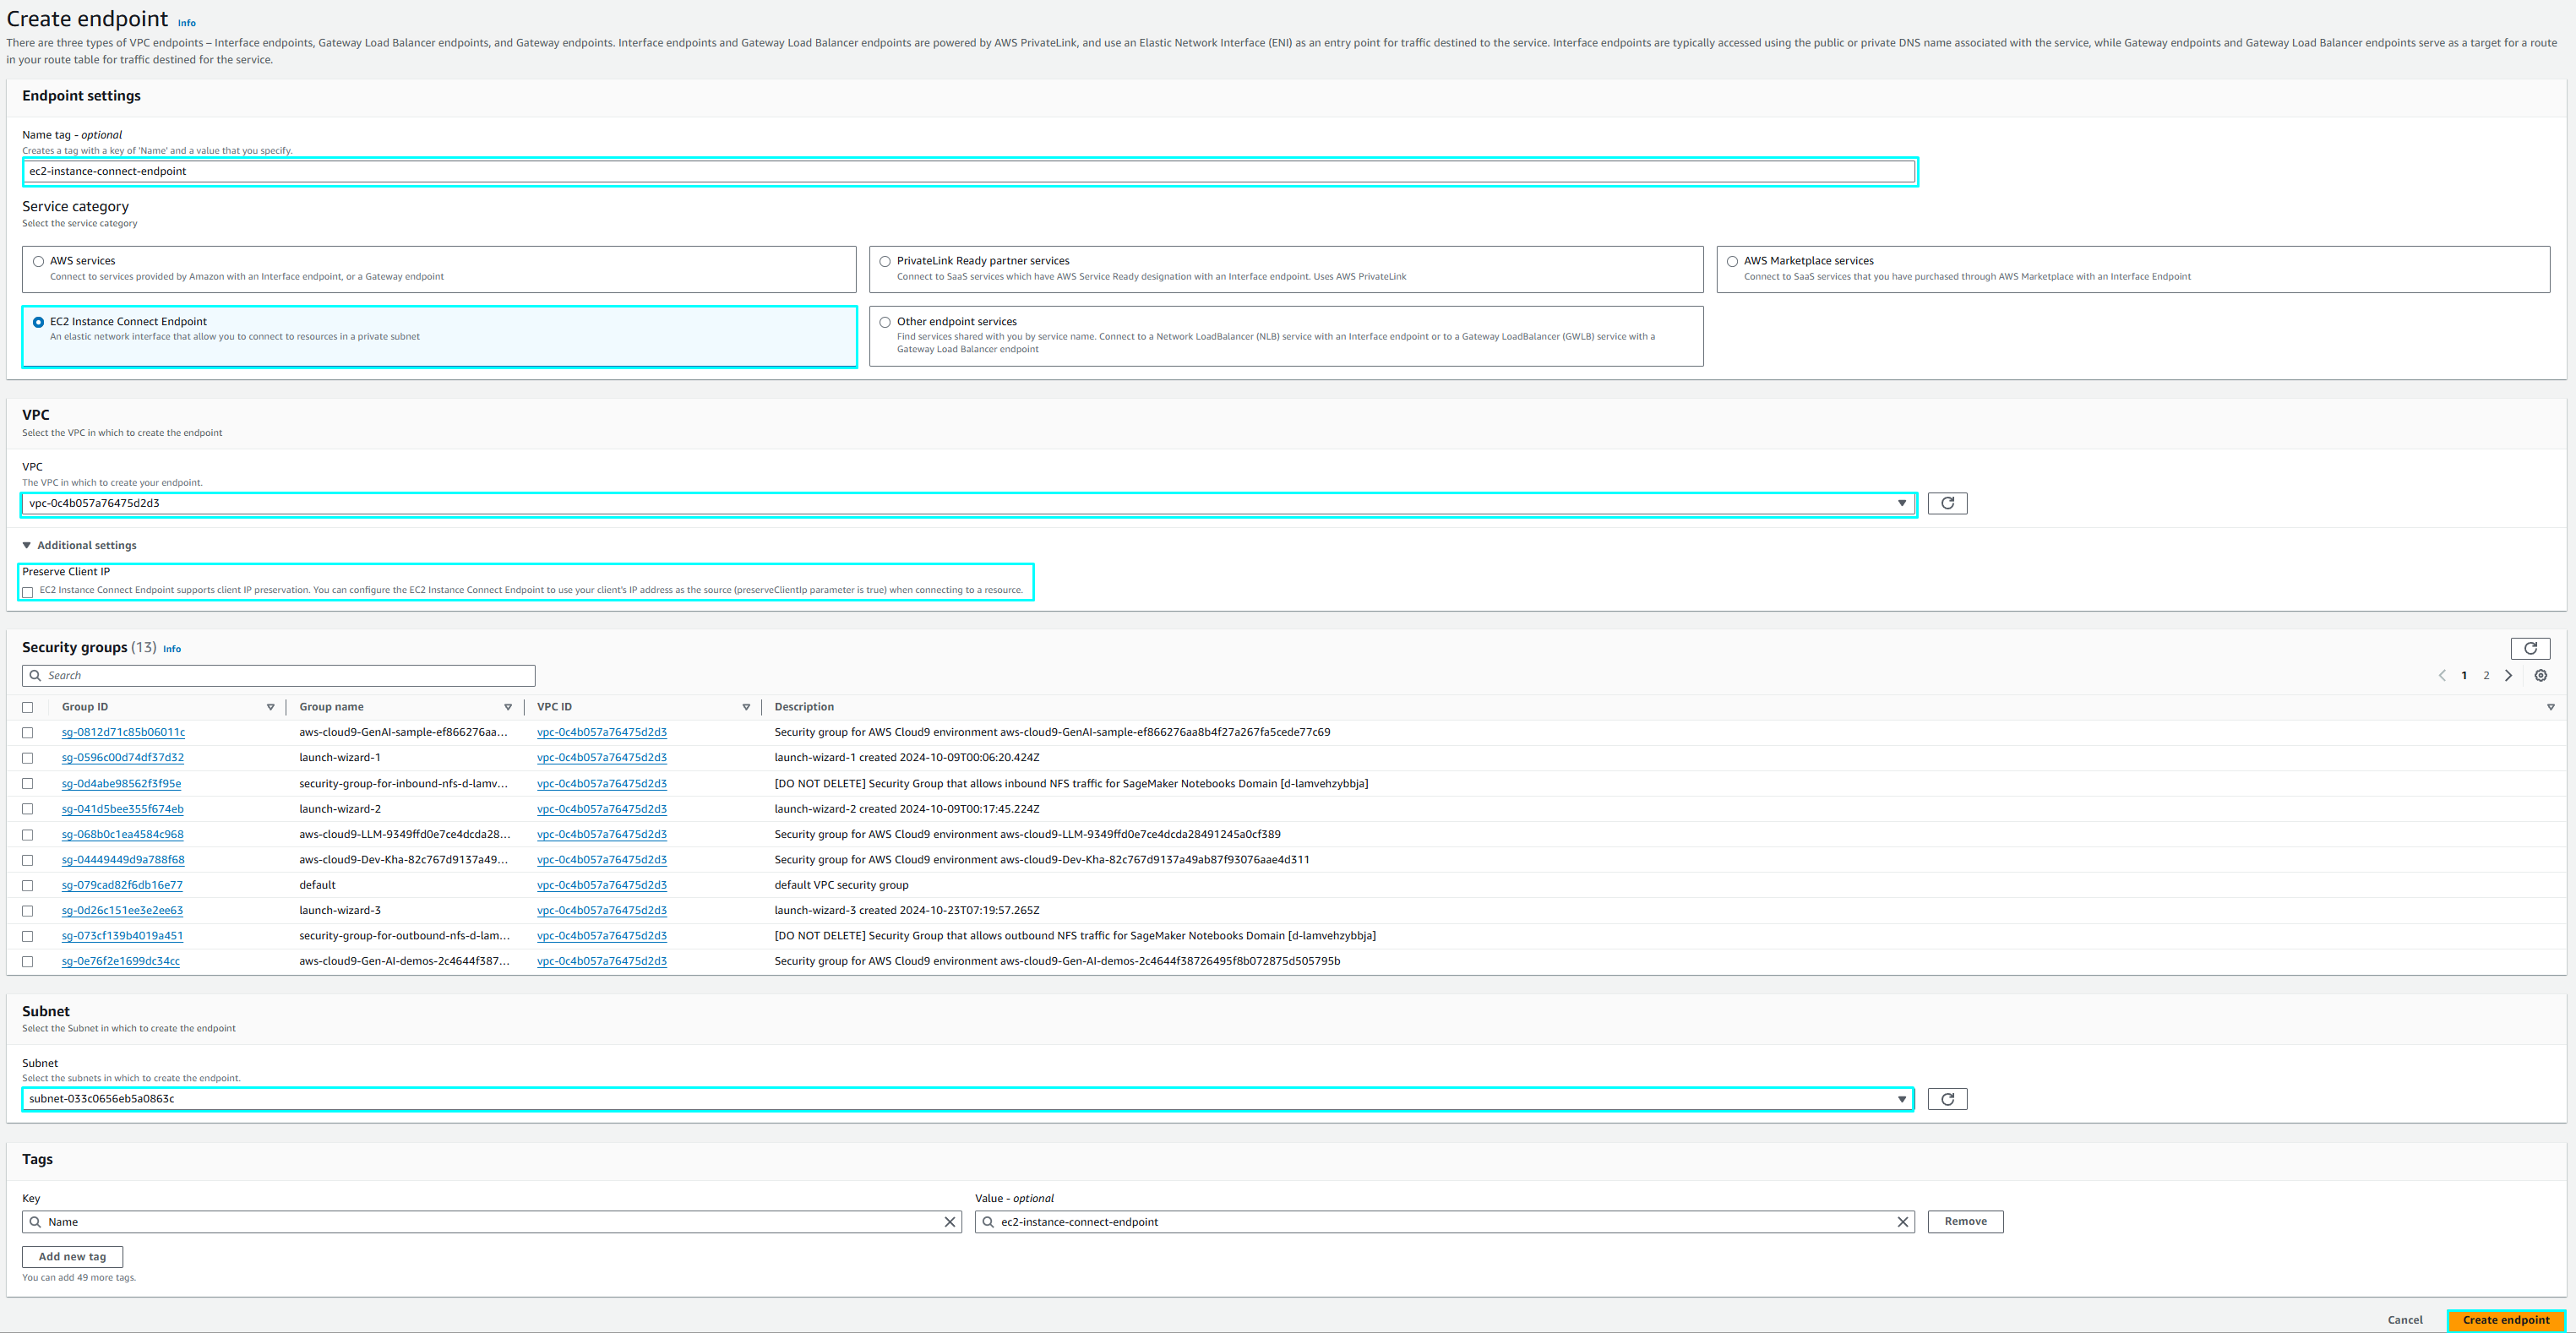 Create endpoint Info
There are three types of VPC endpoints – Interface endpoints, Gateway Load Balancer endpoints, and Gateway endpoints. Interface endpoints and Gateway Load Balancer endpoints are powered by AWS PrivateLink, and use an Elastic Network Interface (ENI) as an entry point for traffic destined to the service. Interface endpoints are typically accessed using the public or private DNS name associated with the service, while Gateway endpoints and Gateway Load Balancer endpoints serve as a target for a route
in your route table for traffic destined for the service.
Endpoint settings
Name tag - optional
Creates a tag with a key of 'Name' and a value that you specify.
ec2-instance-connect-endpoint
Service category
Select the service category
AWS services
Connect to services provided by Amazon with an Interface endpoint, or a Gateway endpoint
PrivateLink Ready partner services
Connect to SaaS services which have AWS Service Ready designation with an Interface endpoint. Uses AWS PrivateLink
AWS Marketplace services
Connect to SaaS services that you have purchased through AWS Marketplace with an Interface Endpoint
EC2 Instance Connect Endpoint
An elastic network interface that allow you to connect to resources in a private subnet
Other endpoint services
Find services shared with you by service name. Connect to a Network LoadBalancer (NLB) service with an Interface endpoint or to a Gateway LoadBalancer (GWLB) service with a
Gateway Load Balancer endpoint
VPC
Select the VPC in which to create the endpoint
VPC
The VPC in which to create your endpoint.
vpc-0c4b057a76475d2d3
Additional settings
Preserve Client IP
EC2 Instance Connect Endpoint supports client IP preservation. You can configure the EC2 Instance Connect Endpoint to use your client's IP address as the source (preserveClientIp parameter is true) when connecting to a resource.
Security groups (13) Info
Search
1 2
Group ID Group name VPC ID Description
sg-0812d71c85b06011c aws-cloud9-GenAI-sample-ef866276aa... vpc-0c4b057a76475d2d3 Security group for AWS Cloud9 environment aws-cloud9-GenAI-sample-ef866276aa8b4f27a267fa5cede77c69
sg-0596c00d74df37d32 launch-wizard-1 vpc-0c4b057a76475d2d3 launch-wizard-1 created 2024-10-09T00:06:20.424Z
sg-0d4abe98562f3f95e security-group-for-inbound-nfs-d-lamv... vpc-0c4b057a76475d2d3 [DO NOT DELETE] Security Group that allows inbound NFS traffic for SageMaker Notebooks Domain [d-lamvehzybbja]
sg-041d5bee355f674eb launch-wizard-2 vpc-0c4b057a76475d2d3 launch-wizard-2 created 2024-10-09T00:17:45.224Z
sg-068b0c1ea4584c968 aws-cloud9-LLM-9349ffd0e7ce4dcda28... vpc-0c4b057a76475d2d3 Security group for AWS Cloud9 environment aws-cloud9-LLM-9349ffd0e7ce4dcda28491245a0cf389
sg-04449449d9a788f68 aws-cloud9-Dev-Kha-82c767d9137a49... vpc-0c4b057a76475d2d3 Security group for AWS Cloud9 environment aws-cloud9-Dev-Kha-82c767d9137a49ab87f93076aae4d311
sg-079cad82f6db16e77 default vpc-0c4b057a76475d2d3 default VPC security group
sg-0d26c151ee3e2ee63 launch-wizard-3 vpc-0c4b057a76475d2d3 launch-wizard-3 created 2024-10-23T07:19:57.265Z
sg-073cf139b4019a451 security-group-for-outbound-nfs-d-lam... vpc-0c4b057a76475d2d3 [DO NOT DELETE] Security Group that allows outbound NFS traffic for SageMaker Notebooks Domain [d-lamvehzybbja]
sg-0e76f2e1699dc34cc aws-cloud9-Gen-AI-demos-2c4644f387... vpc-0c4b057a76475d2d3 Security group for AWS Cloud9 environment aws-cloud9-Gen-AI-demos-2c4644f38726495f8b072875d505795b
Subnet
Select the Subnet in which to create the endpoint
Subnet
Select the subnets in which to create the endpoint.
subnet-033c0656eb5a0863c
Tags
Key Value - optional
Name ec2-instance-connect-endpoint Remove
Add new tag
You can add 49 more tags.
Cancel Create endpoint